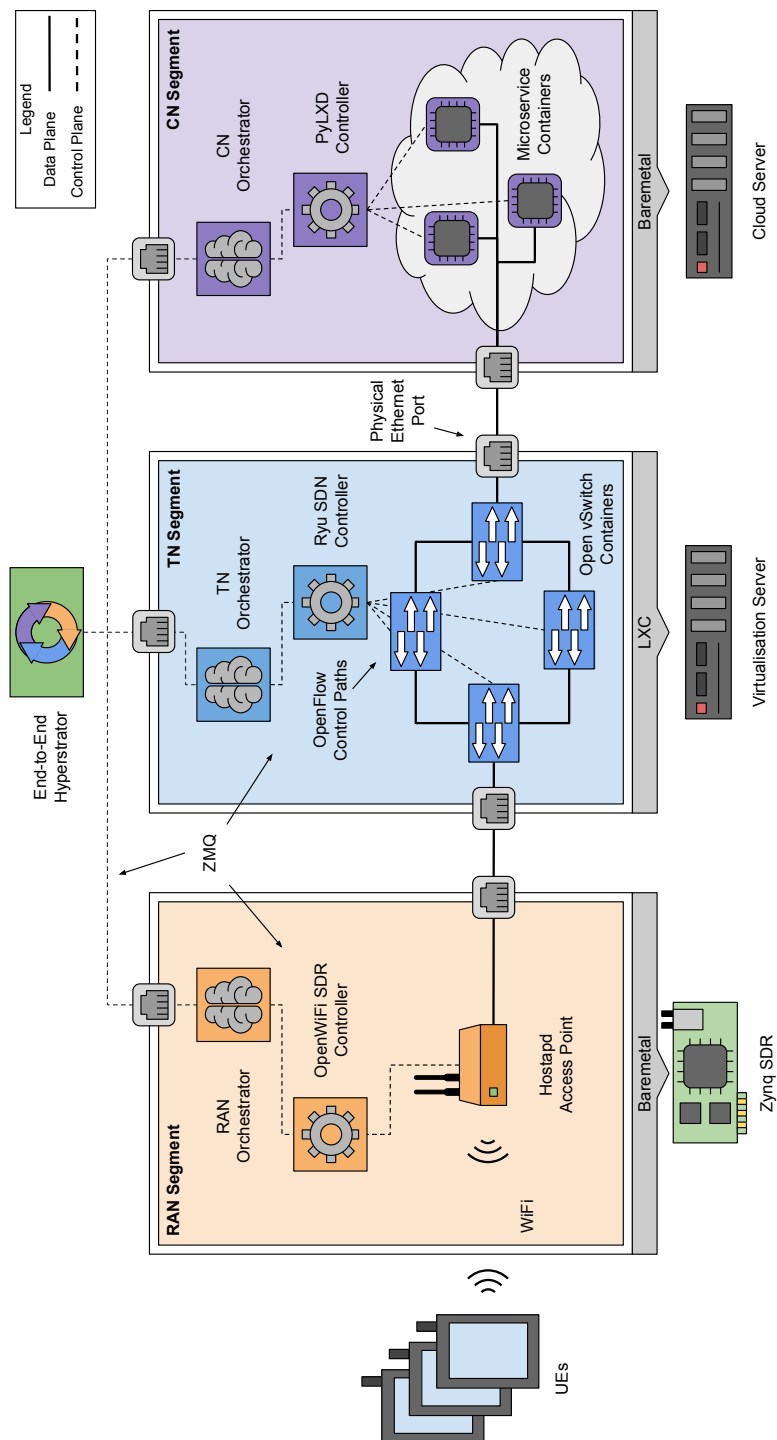 End-to-End
Hyperstrator
Legend
Data Plane
Control Plane
ZMQ
RAN Segment
RAN
Orchestrator
OpenWiFi SDR
Controller
Hostapd
Access Point
WiFi
UEs
Baremetal
Zynq SDR
TN Segment
TN
Orchestrator
Ryu SDN
Controller
OpenFlow
Control Paths
Open vSwitch
Containers
LXC
Virtualisation Server
Physical
Ethernet
Port
CN Segment
CN
Orchestrator
PyLXD
Controller
Microservice
Containers
Baremetal
Cloud Server